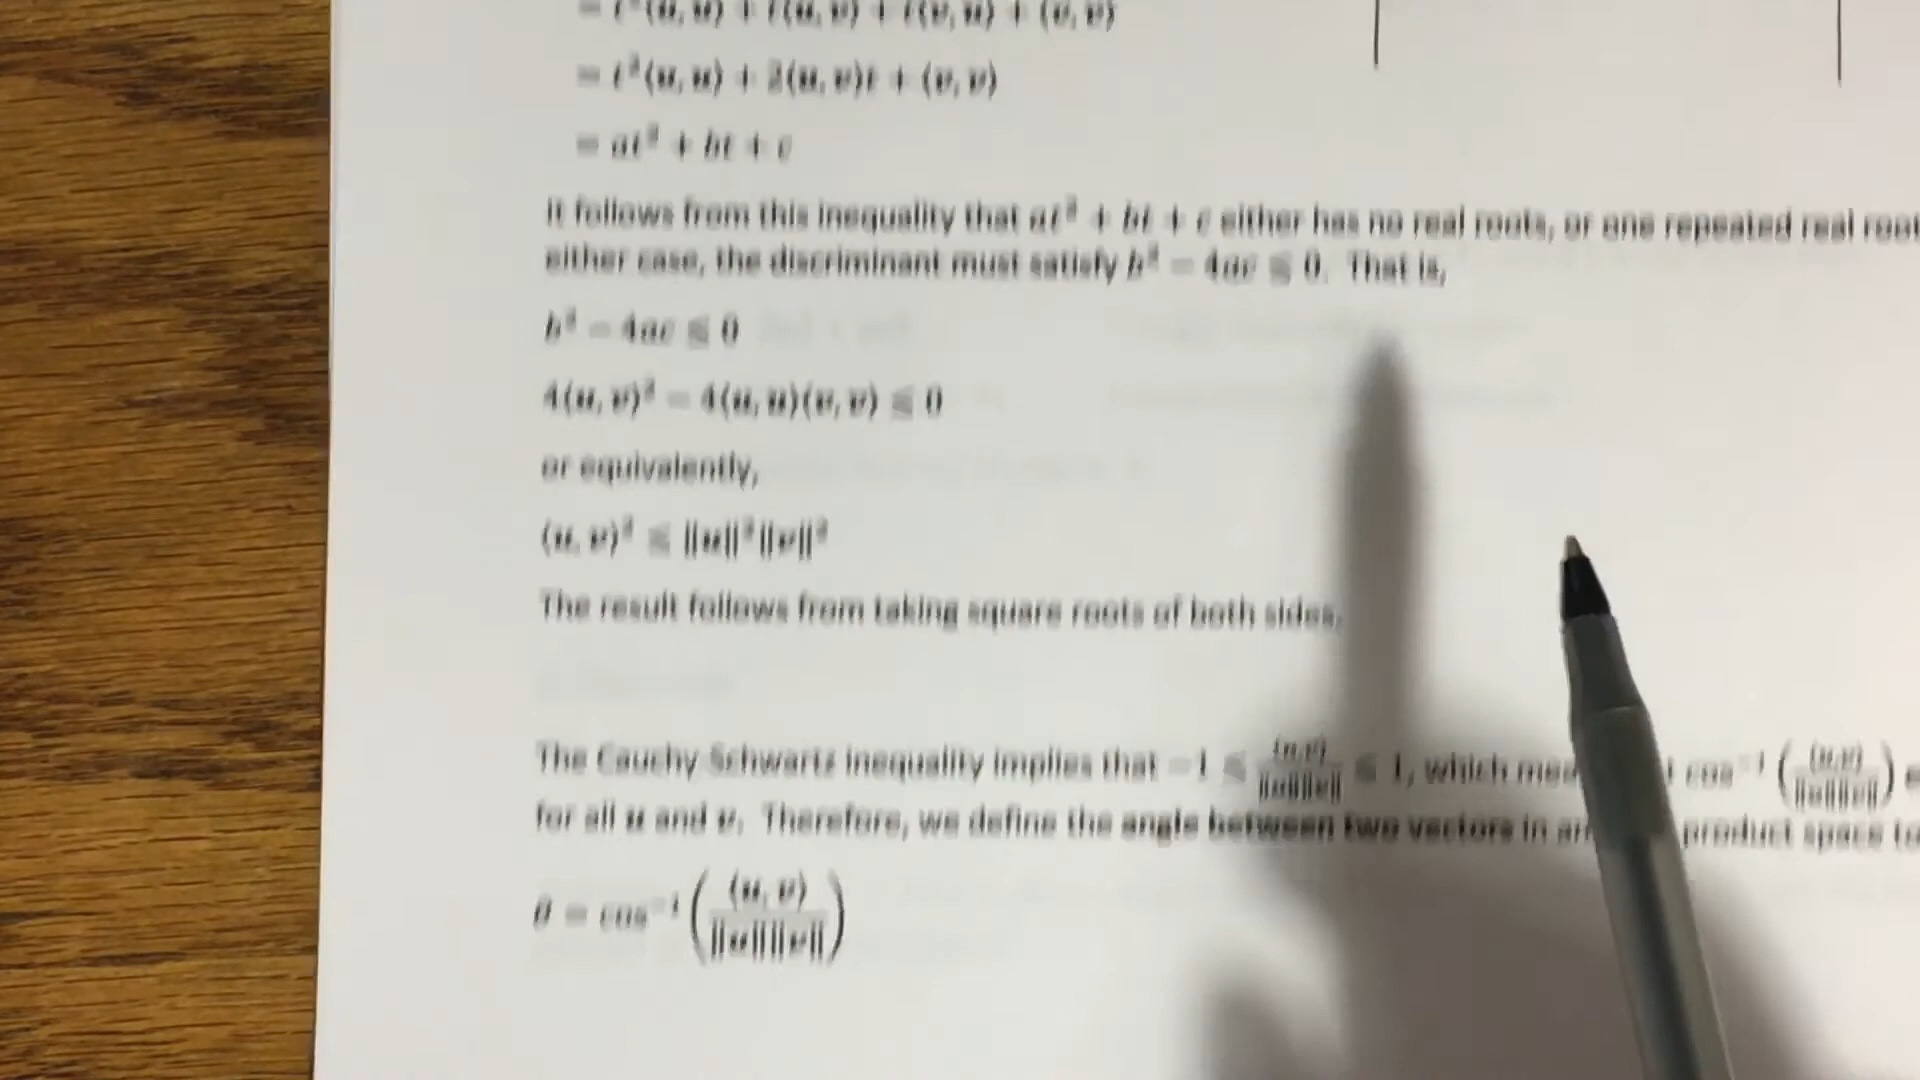 = t²⟨u, u⟩ + t⟨u, v⟩ + t⟨v, u⟩ + ⟨v, v⟩
= t²⟨u, u⟩ + 2⟨u, v⟩t + ⟨v, v⟩
= at² + bt + c
It follows from this inequality that at² + bt + c either has no real roots, or one repeated real root
either case, the discriminant must satisfy b² − 4ac ≤ 0. That is,
b² − 4ac ≤ 0
4⟨u, v⟩² − 4⟨u, u⟩⟨v, v⟩ ≤ 0
or equivalently,
⟨u, v⟩² ≤ ||u||²||v||²
The result follows from taking square roots of both sides.
The Cauchy-Schwartz inequality implies that −1 ≤ ⟨u,v⟩/||u||||v|| ≤ 1, which cos⁻¹(⟨u,v⟩/||u||||v||)
for all u and v. Therefore, we define the angle between two vectors in product space to
θ = cos⁻¹(⟨u, v⟩/||u||||v||)